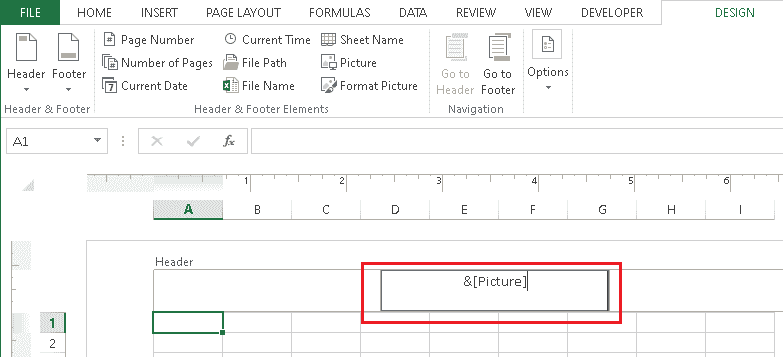 FILE HOME INSERT PAGE LAYOUT FORMULAS DATA REVIEW VIEW DEVELOPER DESIGN
Page Number Current Time Sheet Name
Number of Pages File Path Picture
Current Date File Name Format Picture
Header Footer
Go to Header Go to Footer
Options
Header & Footer Header & Footer Elements Navigation
A1 fx
1 2 3 4 5 6
A B C D E F G H I
Header
&[Picture]
1
2